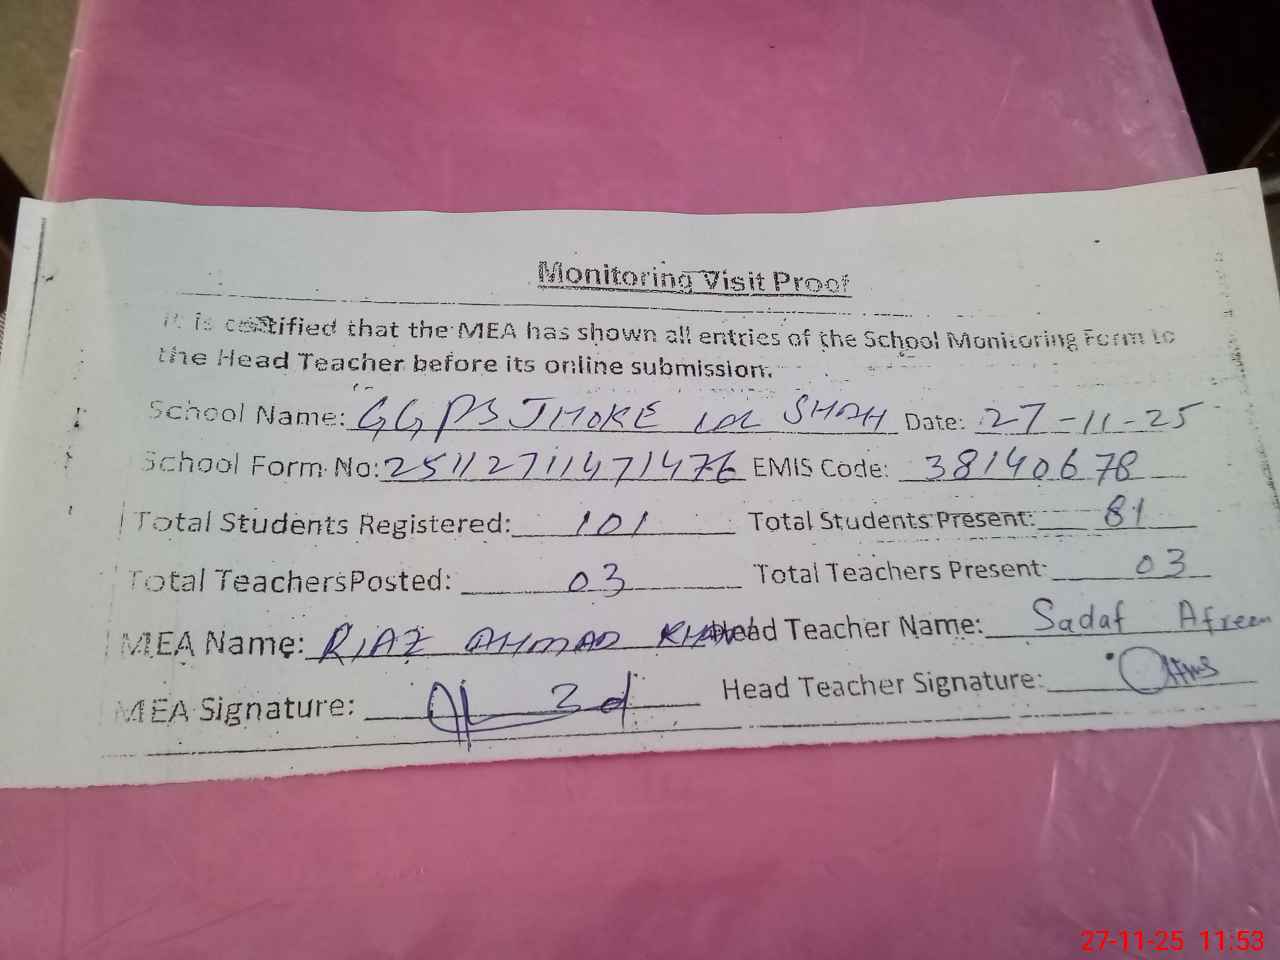 Monitoring Visit Proof
It is certified that the MEA has shown all entries of the School Monitoring Form to
the Head Teacher before its online submission.
School Name: GGPS JHOKE LAL SHAH Date: 27-11-25
School Form No: 25112711471476 EMIS Code: 38140678
Total Students Registered: 101 Total Students Present: 81
Total TeachersPosted: 03 Total Teachers Present: 03
MEA Name: RIAZ AHMAD KHAN Head Teacher Name: Sadaf Afreen
MEA Signature: Head Teacher Signature:
27-11-25 11:53